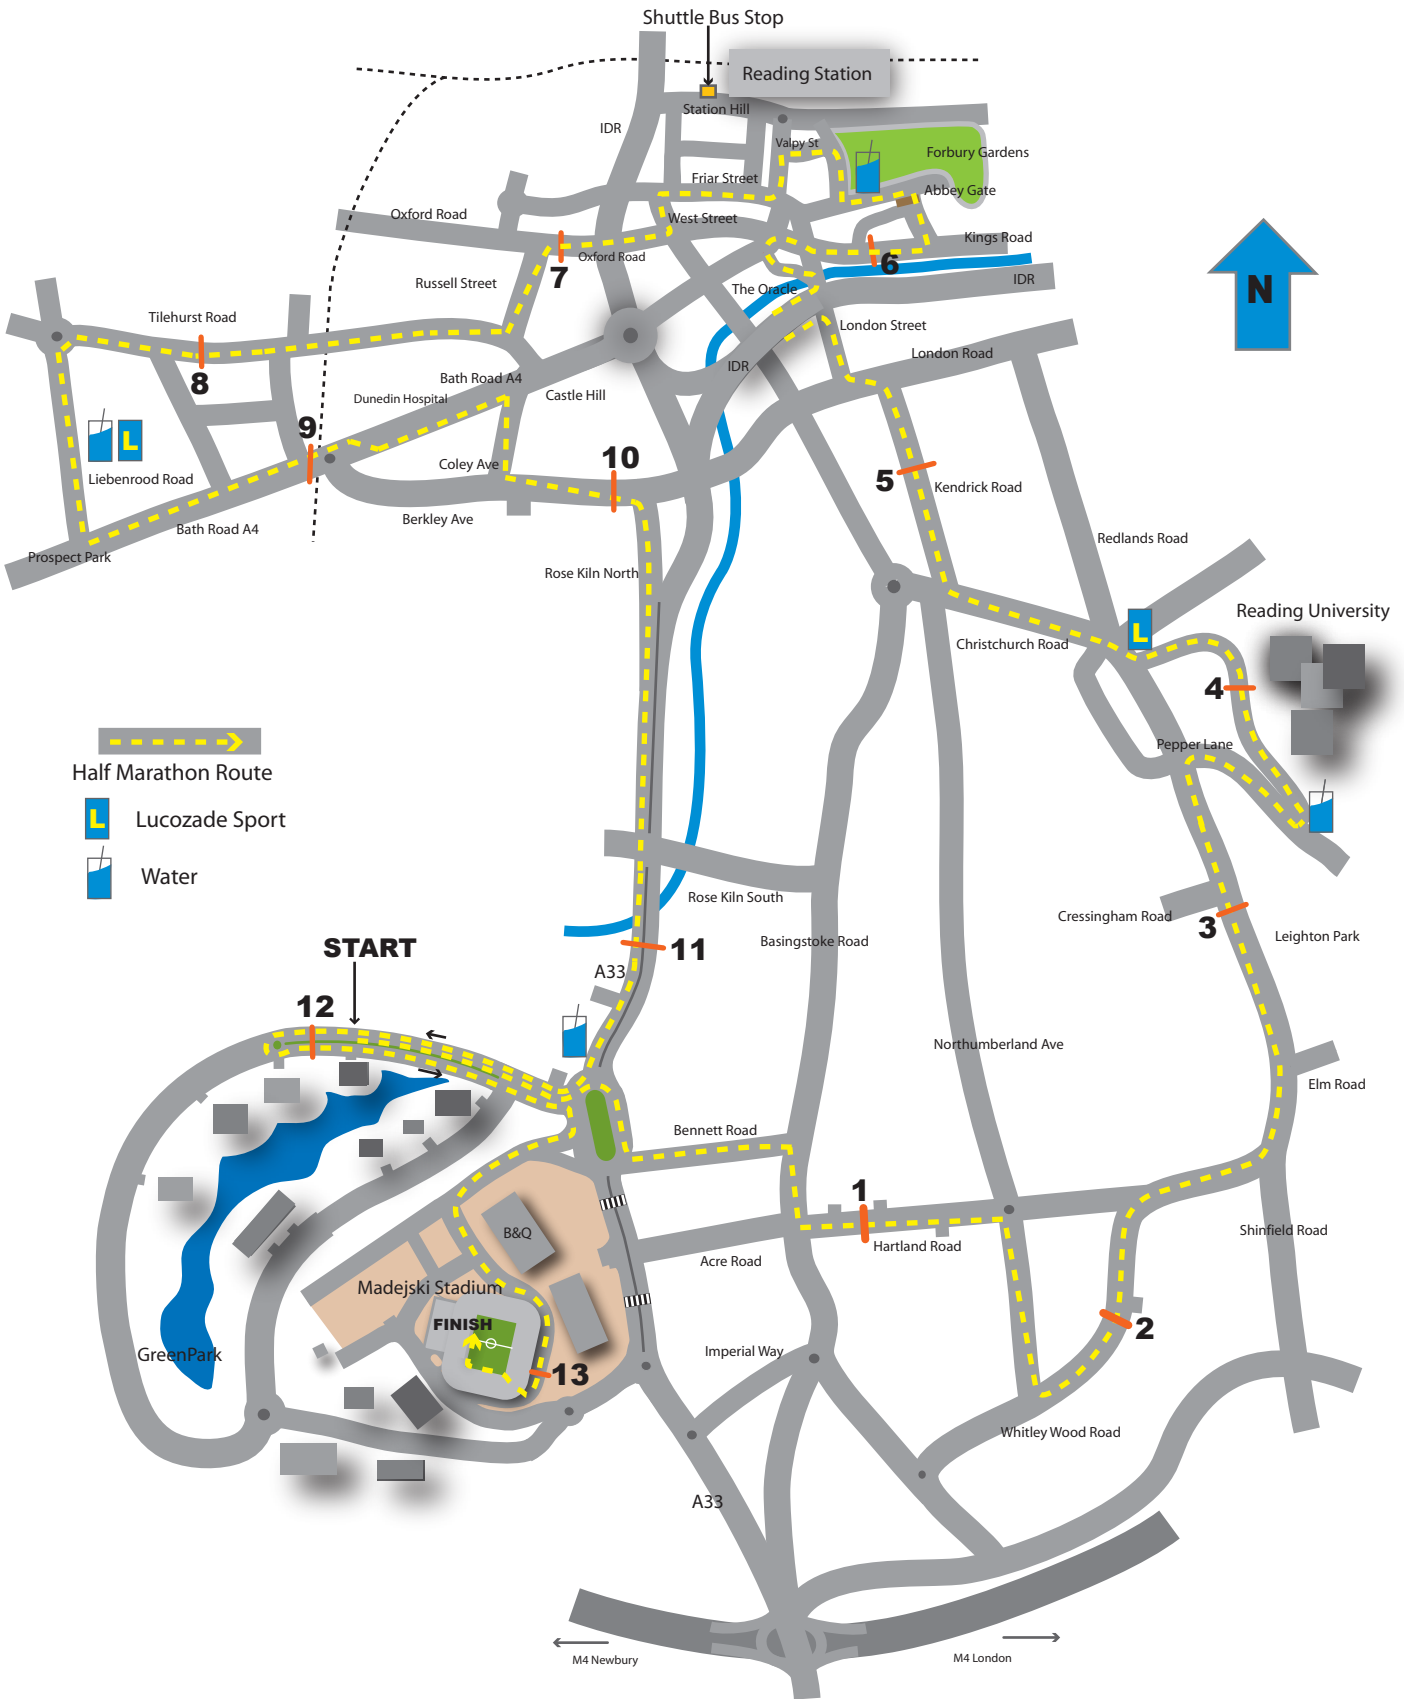 Shuttle Bus Stop
Reading Station
Station Hill
IDR
Valpy St
Forbury Gardens
Friar Street
Abbey Gate
Oxford Road
West Street
Kings Road
Oxford Road
6
7
Russell Street
The Oracle
IDR
N
Tilehurst Road
London Street
London Road
IDR
8
Bath Road A4
Dunedin Hospital
Castle Hill
9
L
10
Coley Ave
5
Liebenrood Road
Kendrick Road
Berkley Ave
Bath Road A4
Redlands Road
Prospect Park
Rose Kiln North
Reading University
L
Christchurch Road
4
Pepper Lane
Half Marathon Route
L
Lucozade Sport
Water
Rose Kiln South
Cressingham Road
3
Leighton Park
START
Basingstoke Road
11
A33
12
Northumberland Ave
Elm Road
Bennett Road
1
B&Q
Hartland Road
Shinfield Road
Acre Road
Madejski Stadium
FINISH
2
GreenPark
Imperial Way
13
Whitley Wood Road
A33
M4 Newbury
M4 London